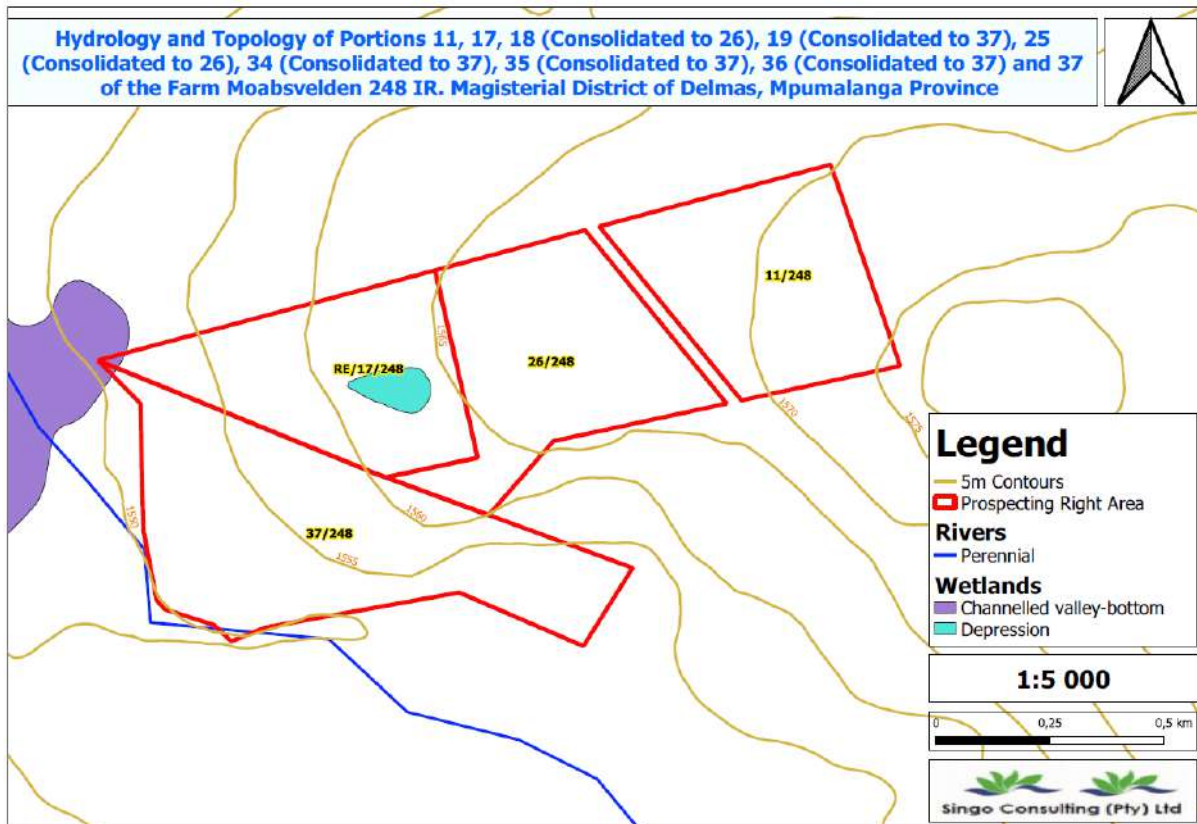 Hydrology and Topology of Portions 11, 17, 18 (Consolidated to 26), 19 (Consolidated to 37), 25
(Consolidated to 26), 34 (Consolidated to 37), 35 (Consolidated to 37), 36 (Consolidated to 37) and 37
of the Farm Moabsvelden 248 IR. Magisterial District of Delmas, Mpumalanga Province
11/248
1565
26/248
RE/17/248
1570
1525
1550
1560
37/248
1555
Legend
5m Contours
Prospecting Right Area
Rivers
Perennial
Wetlands
Channelled valley-bottom
Depression
1:5 000
0 0,25 0,5 km
Singo Consulting (Pty) Ltd